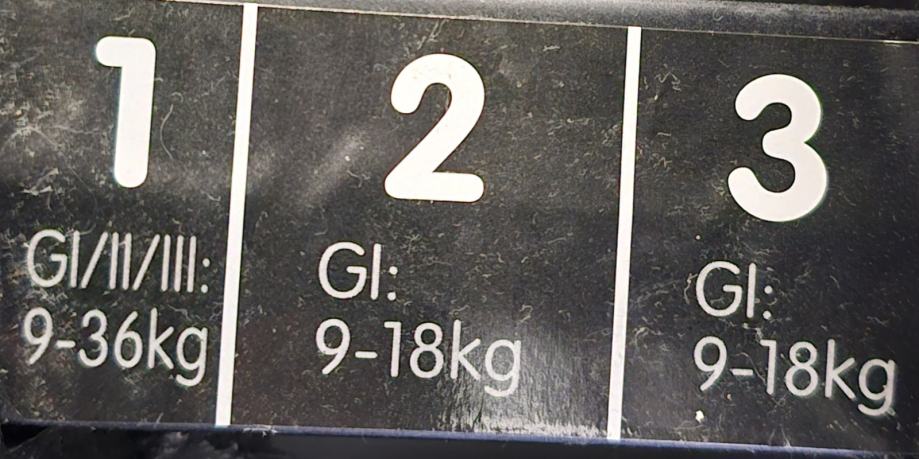 1
GI/II/III:
9-36kg
2
GI:
9-18kg
3
GI:
9-18kg